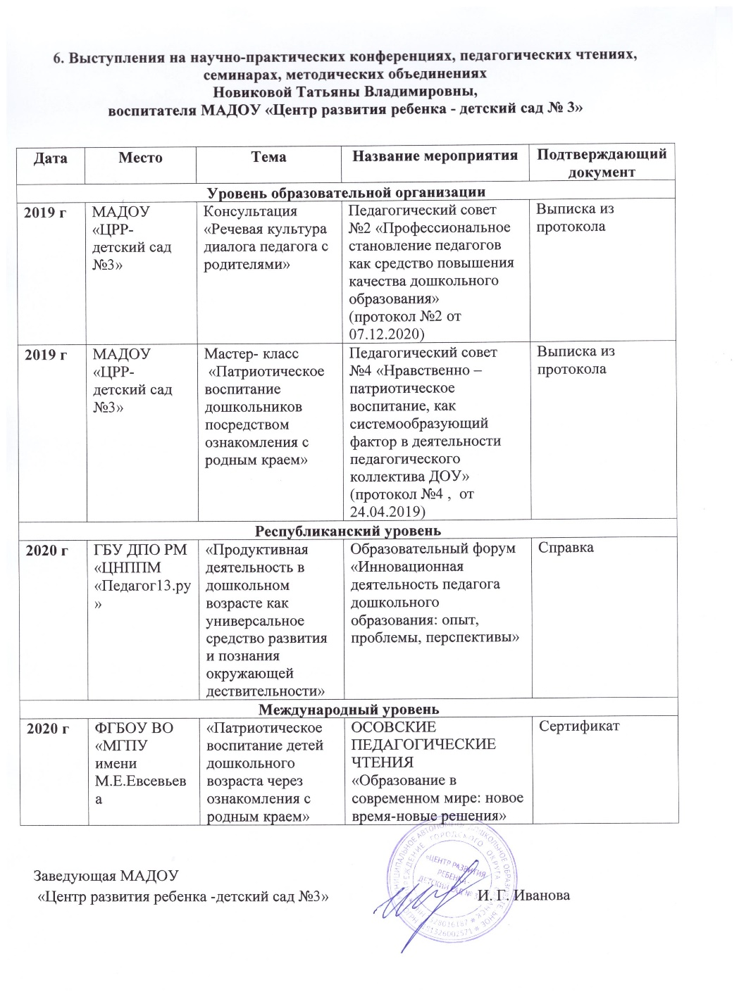 6. Выступления на научно-практических конференциях, педагогических чтениях,
семинарах, методических объединениях
Новиковой Татьяны Владимировны,
воспитателя МАДОУ «Центр развития ребенка - детский сад № 3»
Дата Место Тема Название мероприятия Подтверждающий
документ
Уровень образовательной организации
2019 г
МАДОУ
«ЦРР-
детский сад
№3»
Консультация
«Речевая культура
диалога педагога с
родителями»
Педагогический совет
№2 «Профессиональное
становление педагогов
как средство повышения
качества дошкольного
образования»
(протокол №2 от
07.12.2020)
Выписка из
протокола
2019 г
МАДОУ
«ЦРР-
детский сад
№3»
Мастер- класс
«Патриотическое
воспитание
дошкольников
посредством
ознакомления с
родным краем»
Педагогический совет
№4 «Нравственно –
патриотическое
воспитание, как
системообразующий
фактор в деятельности
педагогического
коллектива ДОУ»
(протокол №4 , от
24.04.2019)
Выписка из
протокола
Республиканский уровень
2020 г
ГБУ ДПО РМ
«ЦНППМ
«Педагог13.ру
»
«Продуктивная
деятельность в
дошкольном
возрасте как
универсальное
средство развития
и познания
окружающей
дествительности»
Образовательный форум
«Инновационная
деятельность педагога
дошкольного
образования: опыт,
проблемы, перспективы»
Справка
Международный уровень
2020 г
ФГБОУ ВО
«МГПУ
имени
М.Е.Евсевьев
а
«Патриотическое
воспитание детей
дошкольного
возраста через
ознакомления с
родным краем»
ОСОВСКИЕ
ПЕДАГОГИЧЕСКИЕ
ЧТЕНИЯ
«Образование в
современном мире: новое
время-новые решения»
Сертификат
Заведующая МАДОУ
«Центр развития ребенка -детский сад №3»
И. Г. Иванова
«ЦЕНТР РАЗВИТИЯ
РЕБЕНКА-
ДЕТСКИЙ САД № 3»
ГОРОДСКОГО ОКРУГА